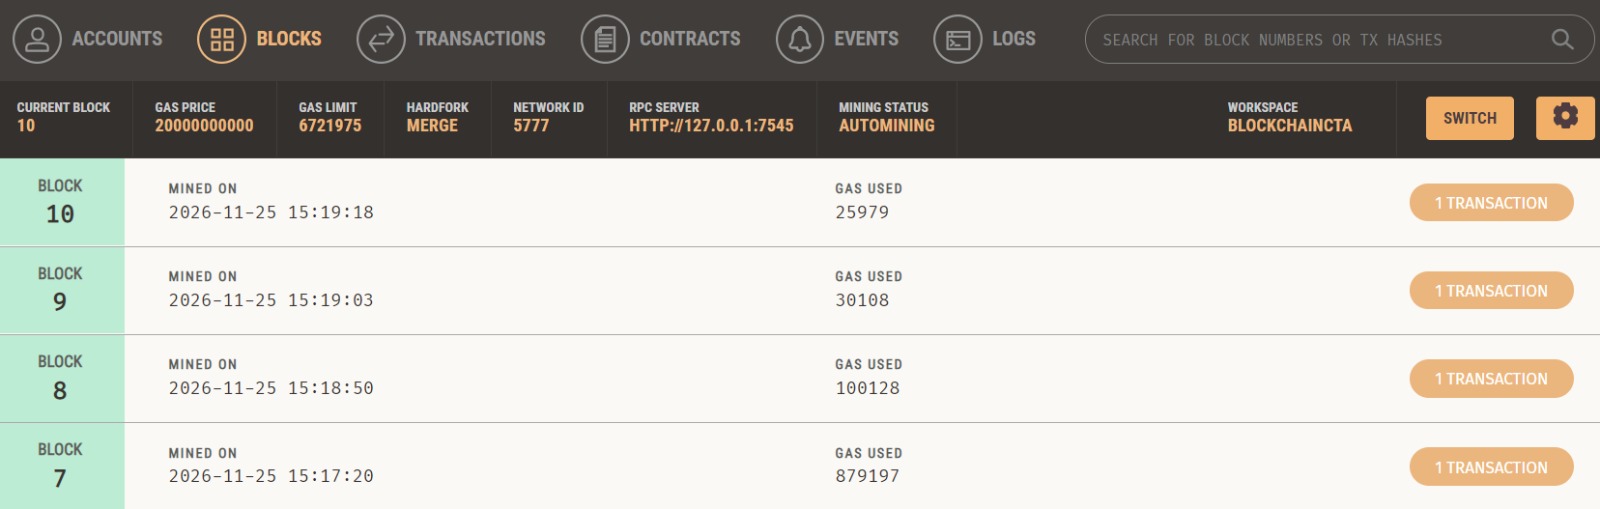 ACCOUNTS BLOCKS TRANSACTIONS CONTRACTS EVENTS LOGS SEARCH FOR BLOCK NUMBERS OR TX HASHES
CURRENT BLOCK GAS PRICE GAS LIMIT HARDFORK NETWORK ID RPC SERVER MINING STATUS WORKSPACE
10 20000000000 6721975 MERGE 5777 HTTP://127.0.0.1:7545 AUTOMINING BLOCKCHAINCTA SWITCH
BLOCK MINED ON GAS USED
10 2026-11-25 15:19:18 25979 1 TRANSACTION
BLOCK MINED ON GAS USED
9 2026-11-25 15:19:03 30108 1 TRANSACTION
BLOCK MINED ON GAS USED
8 2026-11-25 15:18:50 100128 1 TRANSACTION
BLOCK MINED ON GAS USED
7 2026-11-25 15:17:20 879197 1 TRANSACTION